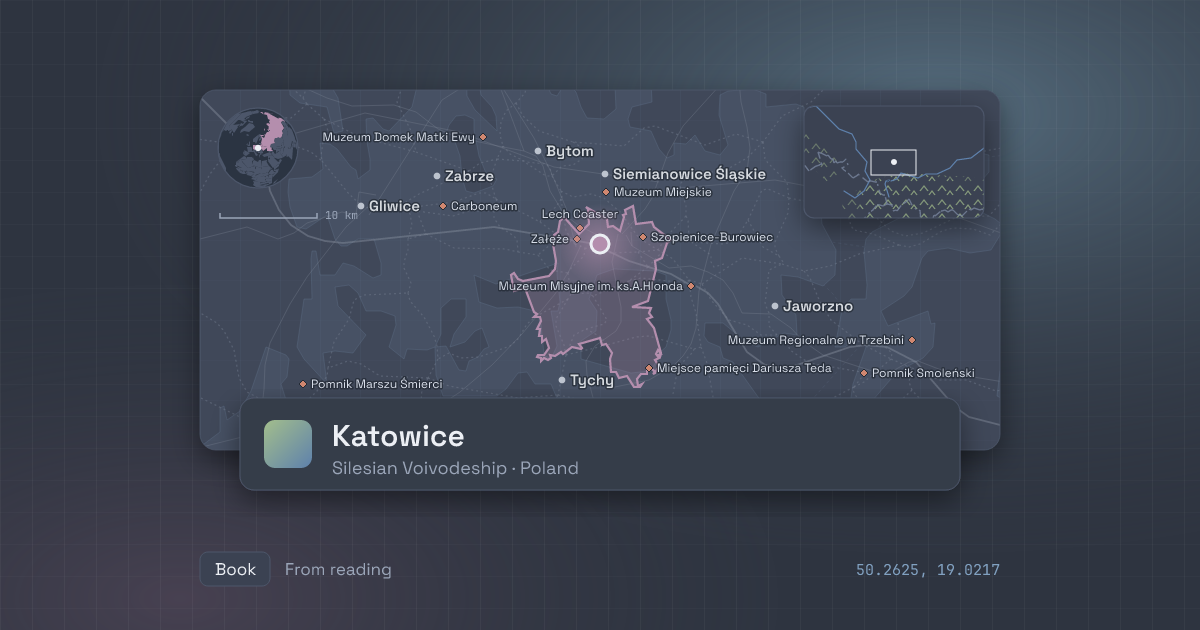 Muzeum Domek Matki Ewy
Bytom
Siemianowice Śląskie
Zabrze
Muzeum Miejskie
Gliwice
Carboneum
10 km
Lech Coaster
Załęże
Szopienice-Burowiec
Muzeum Misyjne im. ks.A.Hlonda
Jaworzno
Muzeum Regionalne w Trzebini
Miejsce pamięci Dariusza Teda
Pomnik Smoleński
Tychy
Pomnik Marszu Śmierci
Katowice
Silesian Voivodeship · Poland
Book
From reading
50.2625, 19.0217